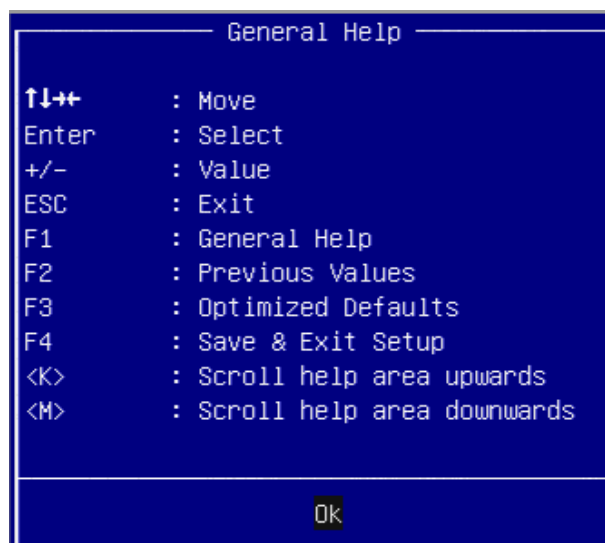 General Help
↑↓→← : Move
Enter : Select
+/- : Value
ESC : Exit
F1 : General Help
F2 : Previous Values
F3 : Optimized Defaults
F4 : Save & Exit Setup
<K> : Scroll help area upwards
<M> : Scroll help area downwards
Ok